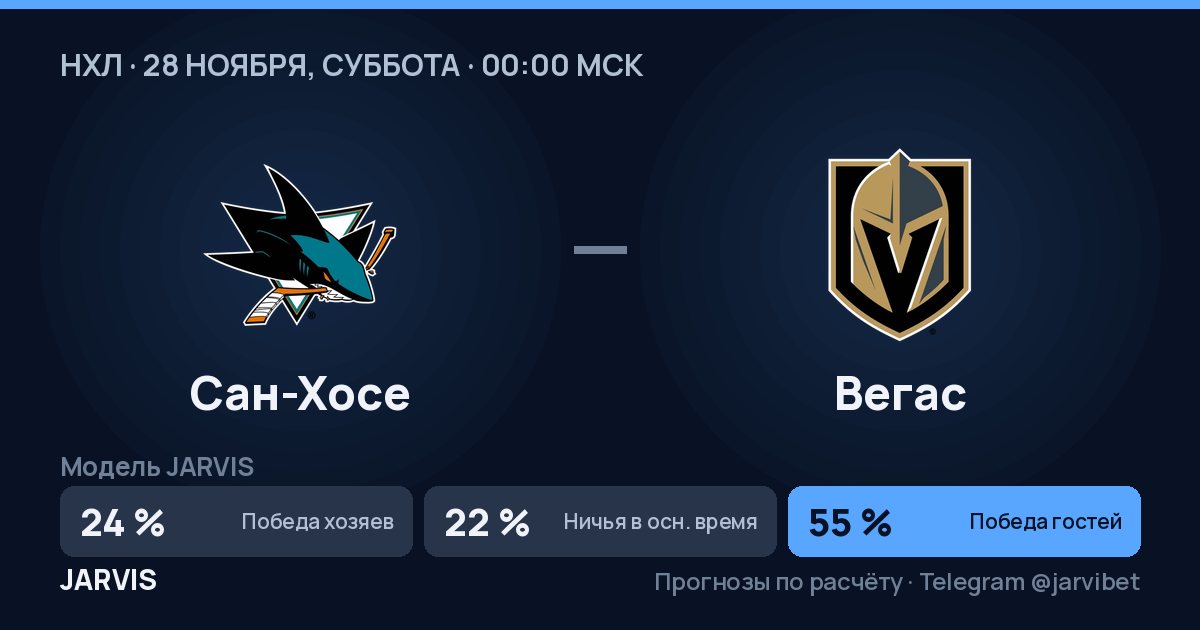 НХЛ · 28 НОЯБРЯ, СУББОТА · 00:00 МСК
Сан-Хосе
Вегас
Модель JARVIS
24 % Победа хозяев
22 % Ничья в осн. время
55 % Победа гостей
JARVIS
Прогнозы по расчёту · Telegram @jarvibet